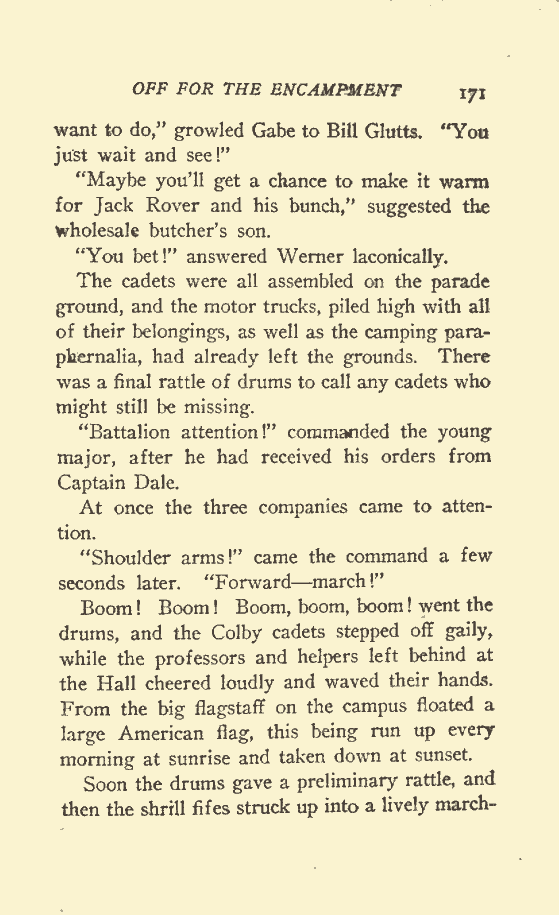 OFF FOR THE ENCAMPMENT 171
want to do,” growled Gabe to Bill Glutts. “You
just wait and see!”
“Maybe you’ll get a chance to make it warm
for Jack Rover and his bunch,” suggested the
wholesale butcher’s son.
“You bet!” answered Werner laconically.
The cadets were all assembled on the parade
ground, and the motor trucks, piled high with all
of their belongings, as well as the camping para-
phernalia, had already left the grounds. There
was a final rattle of drums to call any cadets who
might still be missing.
“Battalion attention!” commanded the young
major, after he had received his orders from
Captain Dale.
At once the three companies came to atten-
tion.
“Shoulder arms!” came the command a few
seconds later. “Forward—march!”
Boom! Boom! Boom, boom, boom! went the
drums, and the Colby cadets stepped off gaily,
while the professors and helpers left behind at
the Hall cheered loudly and waved their hands.
From the big flagstaff on the campus floated a
large American flag, this being run up every
morning at sunrise and taken down at sunset.
Soon the drums gave a preliminary rattle, and
then the shrill fifes struck up into a lively march-